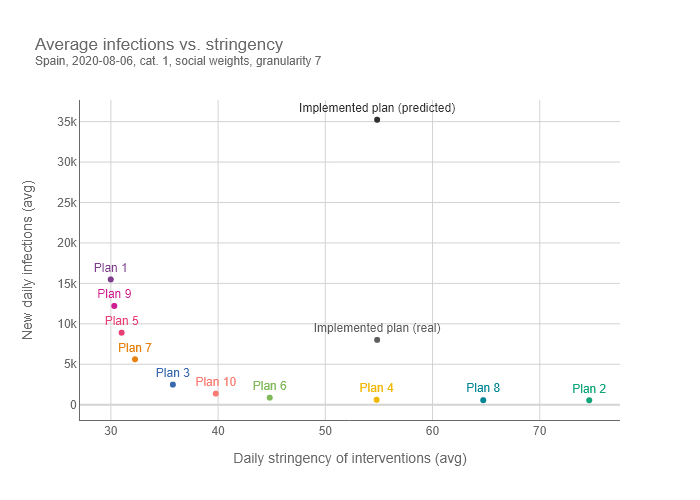 Average infections vs. stringency
Spain, 2020-08-06, cat. 1, social weights, granularity 7
Implemented plan (predicted)
35k
30k
25k
20k
Plan 1
15k
Plan 9
Plan 5
10k
Implemented plan (real)
Plan 7
5k
Plan 3
Plan 10
Plan 6
Plan 4
Plan 8
Plan 2
0
New daily infections (avg)
30
40
50
60
70
Daily stringency of interventions (avg)